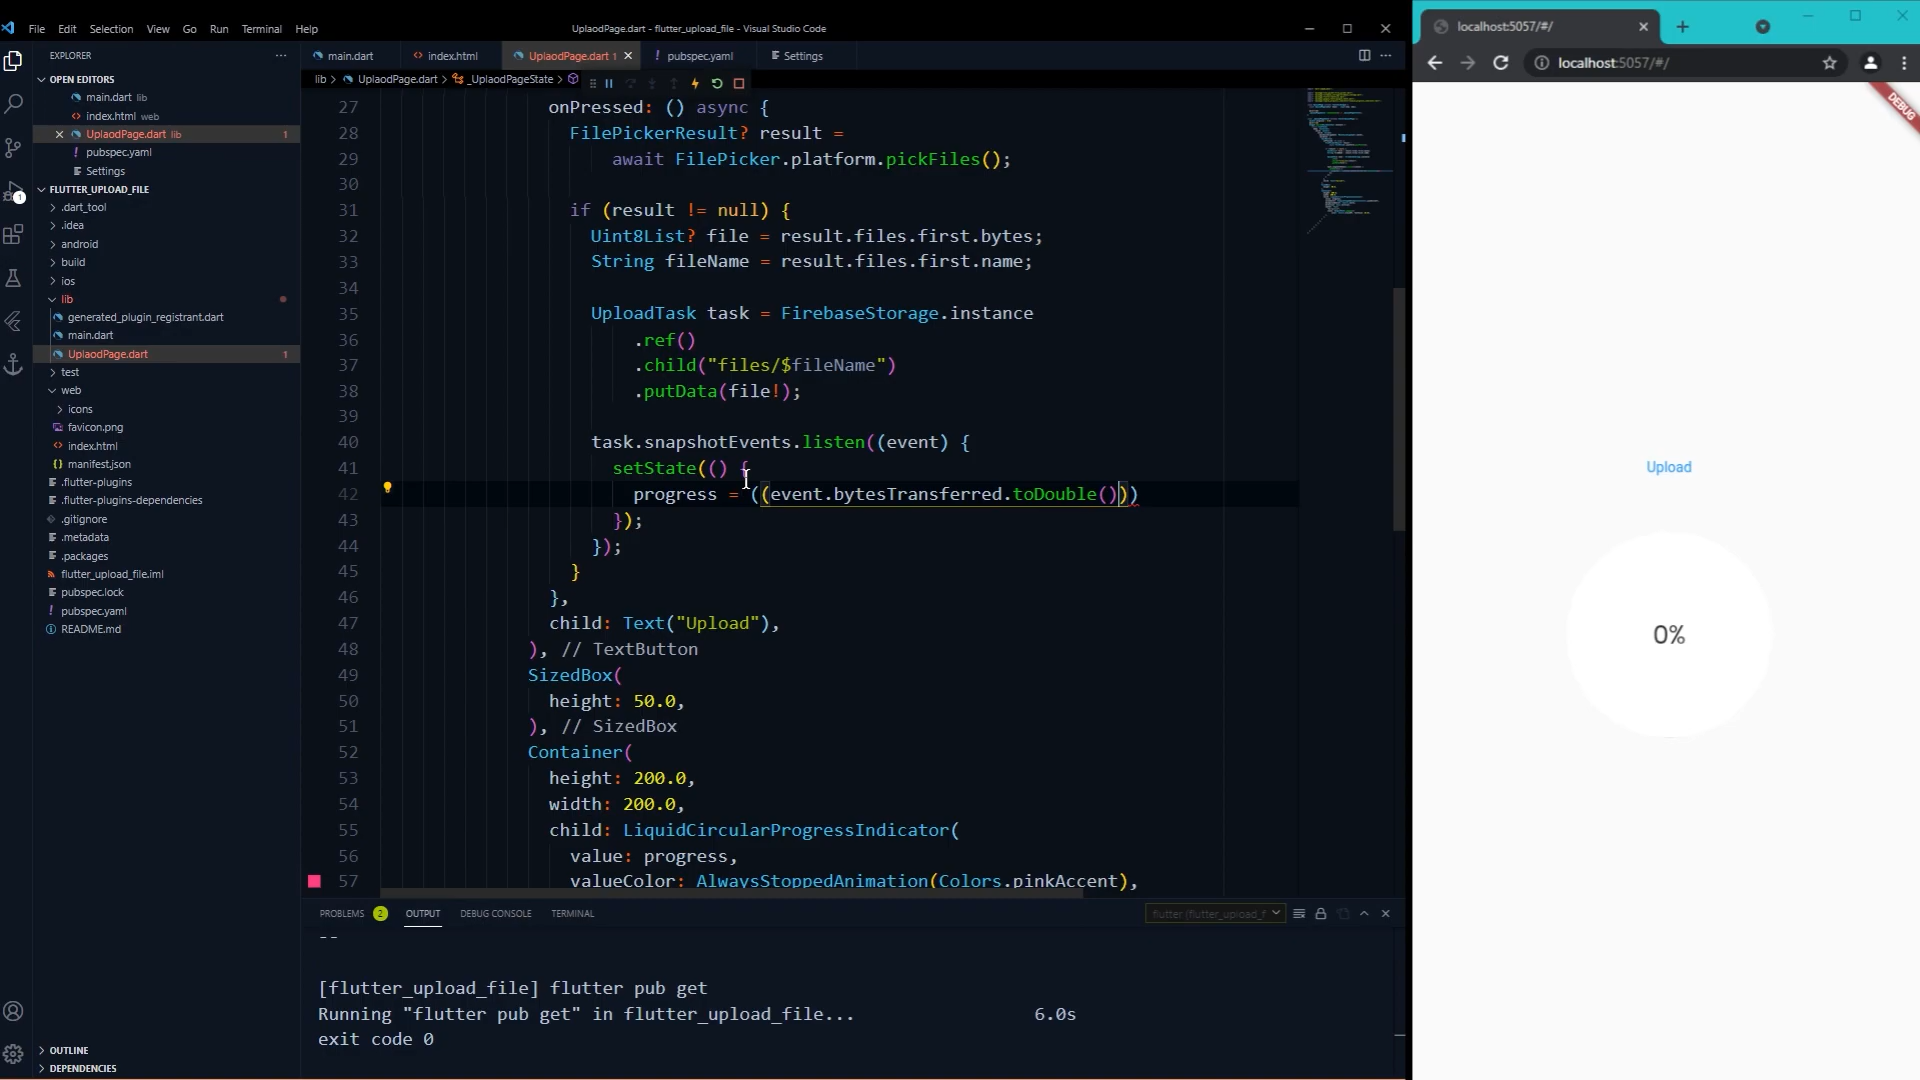 File Edit Selection View Go Run Terminal Help
UplaodPage.dart - flutter_upload_file - Visual Studio Code
localhost:5057/#/
EXPLORER
main.dart
index.html
UplaodPage.dart 1
pubspec.yaml
Settings
localhost:5057/#/
OPEN EDITORS
lib > UplaodPage.dart > _UplaodPageState >
main.dart lib
index.html web
UplaodPage.dart lib 1
pubspec.yaml
Settings
FLUTTER_UPLOAD_FILE
.dart_tool
.idea
android
build
ios
lib
generated_plugin_registrant.dart
main.dart
UplaodPage.dart 1
test
web
icons
favicon.png
index.html
manifest.json
.flutter-plugins
.flutter-plugins-dependencies
.gitignore
.metadata
.packages
flutter_upload_file.iml
pubspec.lock
pubspec.yaml
README.md
OUTLINE
DEPENDENCIES
27 onPressed: () async {
28 FilePickerResult? result =
29 await FilePicker.platform.pickFiles();
30
31 if (result != null) {
32 Uint8List? file = result.files.first.bytes;
33 String fileName = result.files.first.name;
34
35 UploadTask task = FirebaseStorage.instance
36 .ref()
37 .child("files/$fileName")
38 .putData(file!);
39
40 task.snapshotEvents.listen((event) {
41 setState(() {
42 progress = ((event.bytesTransferred.toDouble()))
43 });
44 });
45 }
46 },
47 child: Text("Upload"),
48 ), // TextButton
49 SizedBox(
50 height: 50.0,
51 ), // SizedBox
52 Container(
53 height: 200.0,
54 width: 200.0,
55 child: LiquidCircularProgressIndicator(
56 value: progress,
57 valueColor: AlwaysStoppedAnimation(Colors.pinkAccent),
PROBLEMS 2 OUTPUT DEBUG CONSOLE TERMINAL
flutter (flutter_upload_f
[flutter_upload_file] flutter pub get
Running "flutter pub get" in flutter_upload_file... 6.0s
exit code 0
DEBUG
Upload
0%
1